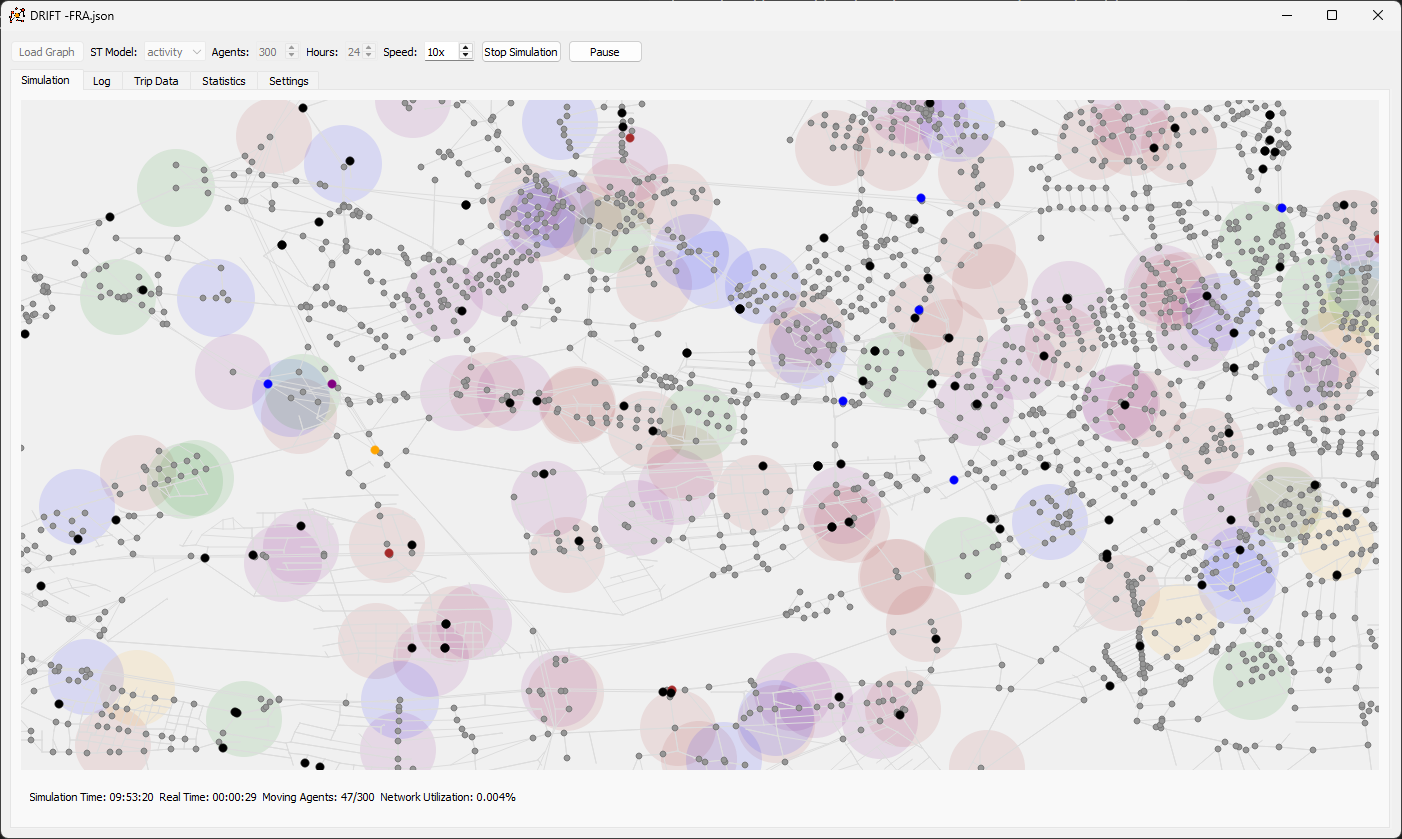 DRIFT -FRA.json
Load Graph ST Model: activity Agents: 300 Hours: 24 Speed: 10x Stop Simulation Pause
Simulation Log Trip Data Statistics Settings
Simulation Time: 09:53:20 Real Time: 00:00:29 Moving Agents: 47/300 Network Utilization: 0.004%